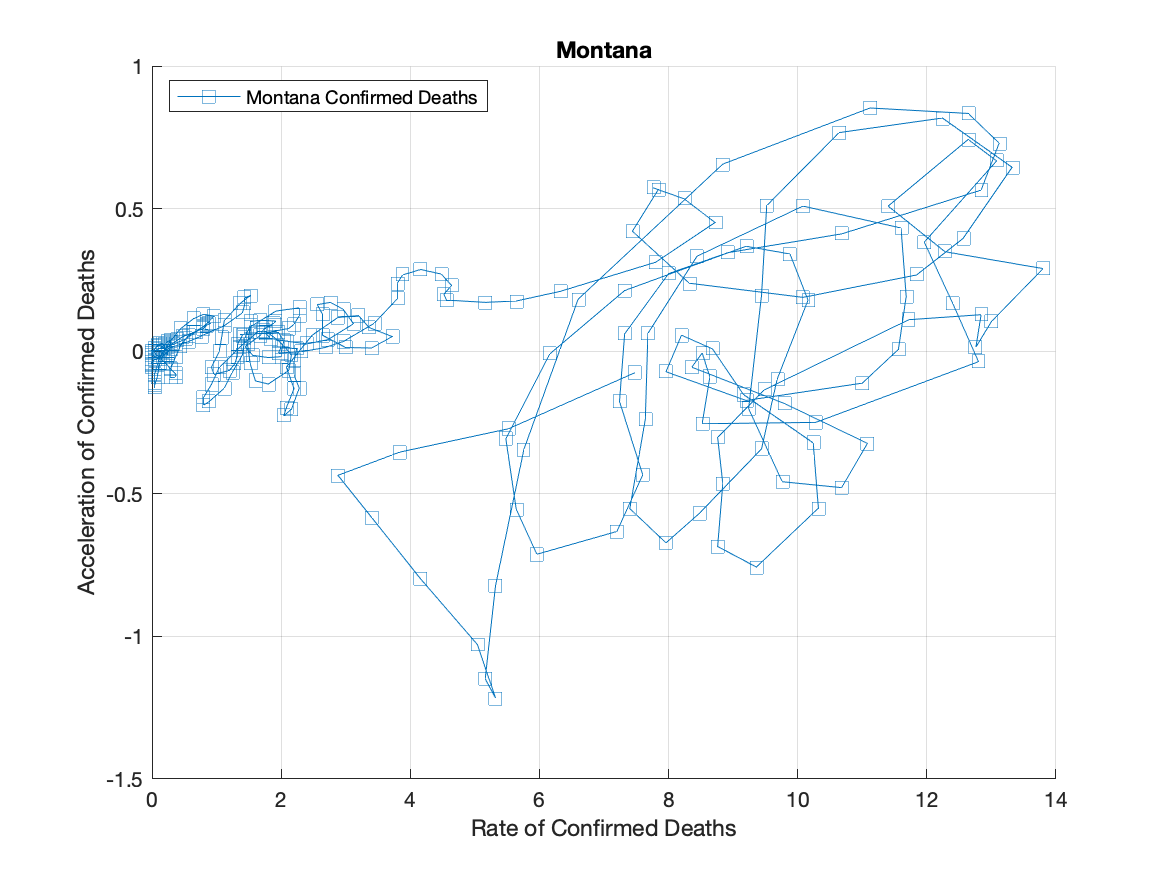 Montana
Montana Confirmed Deaths
1
0.5
0
-0.5
-1
-1.5
Acceleration of Confirmed Deaths
0 2 4 6 8 10 12 14
Rate of Confirmed Deaths